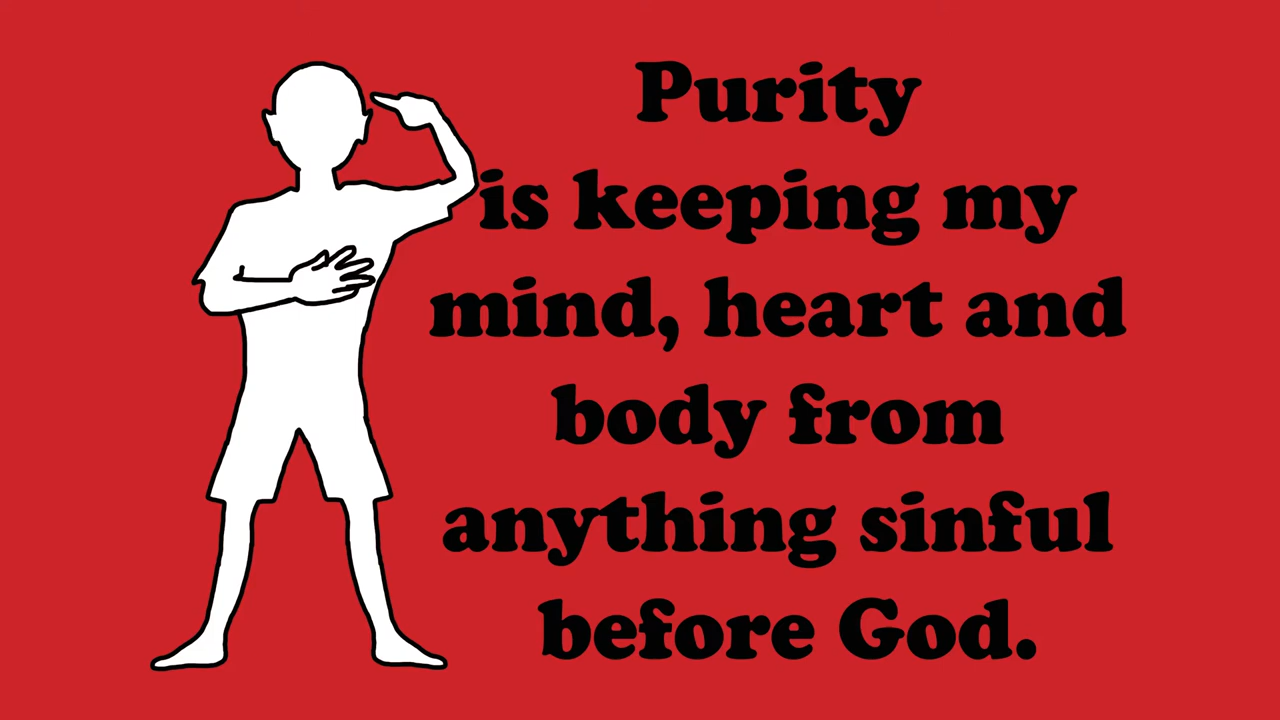 Purity
is keeping my
mind, heart and
body from
anything sinful
before God.